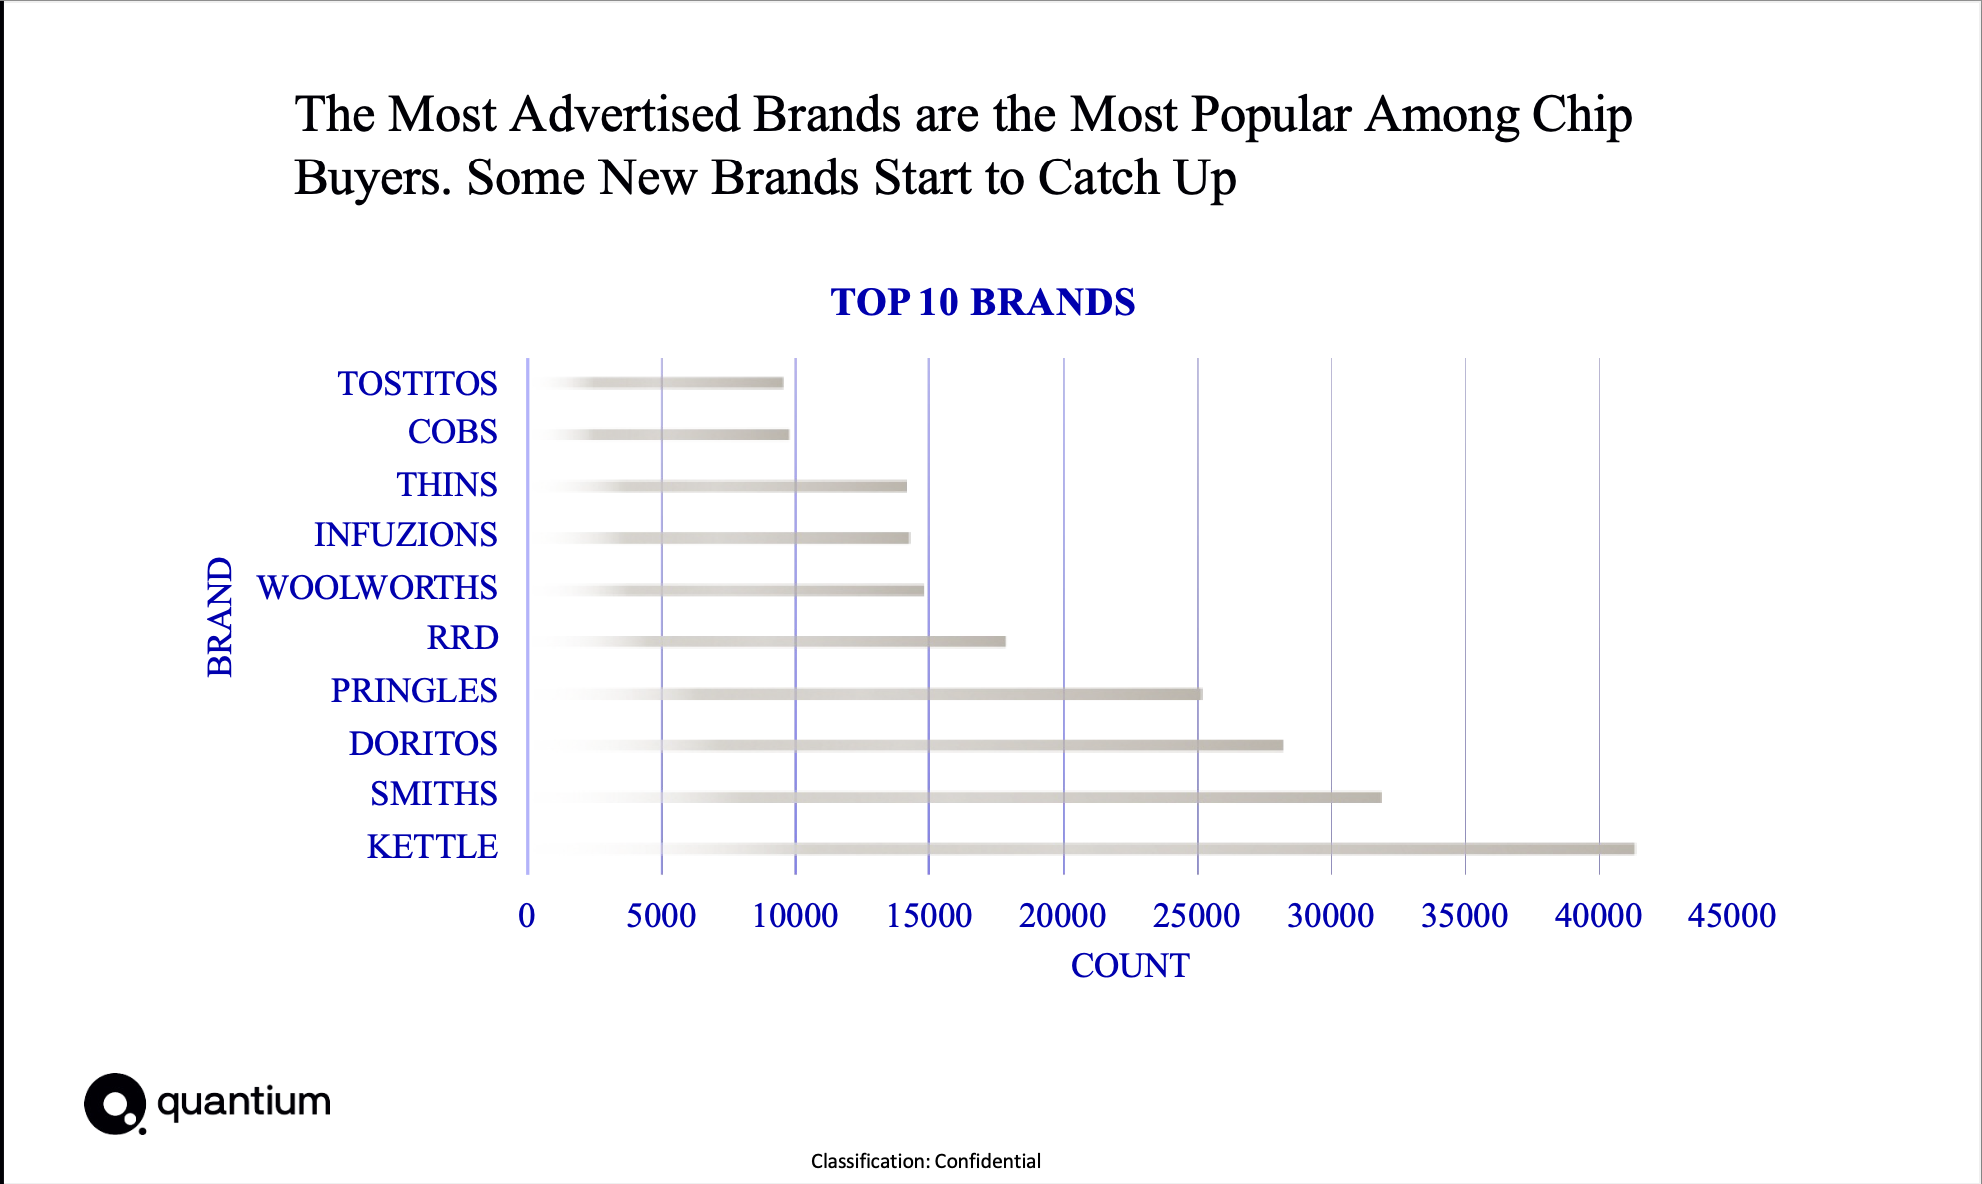 The Most Advertised Brands are the Most Popular Among Chip
Buyers. Some New Brands Start to Catch Up
TOP 10 BRANDS
BRAND
TOSTITOS
COBS
THINS
INFUZIONS
WOOLWORTHS
RRD
PRINGLES
DORITOS
SMITHS
KETTLE
0 5000 10000 15000 20000 25000 30000 35000 40000 45000
COUNT
quantium
Classification: Confidential